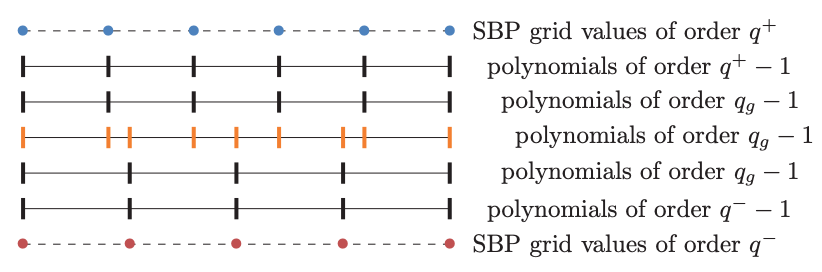 SBP grid values of order q⁺
polynomials of order q⁺ − 1
polynomials of order q_g − 1
polynomials of order q_g − 1
polynomials of order q_g − 1
polynomials of order q⁻ − 1
SBP grid values of order q⁻